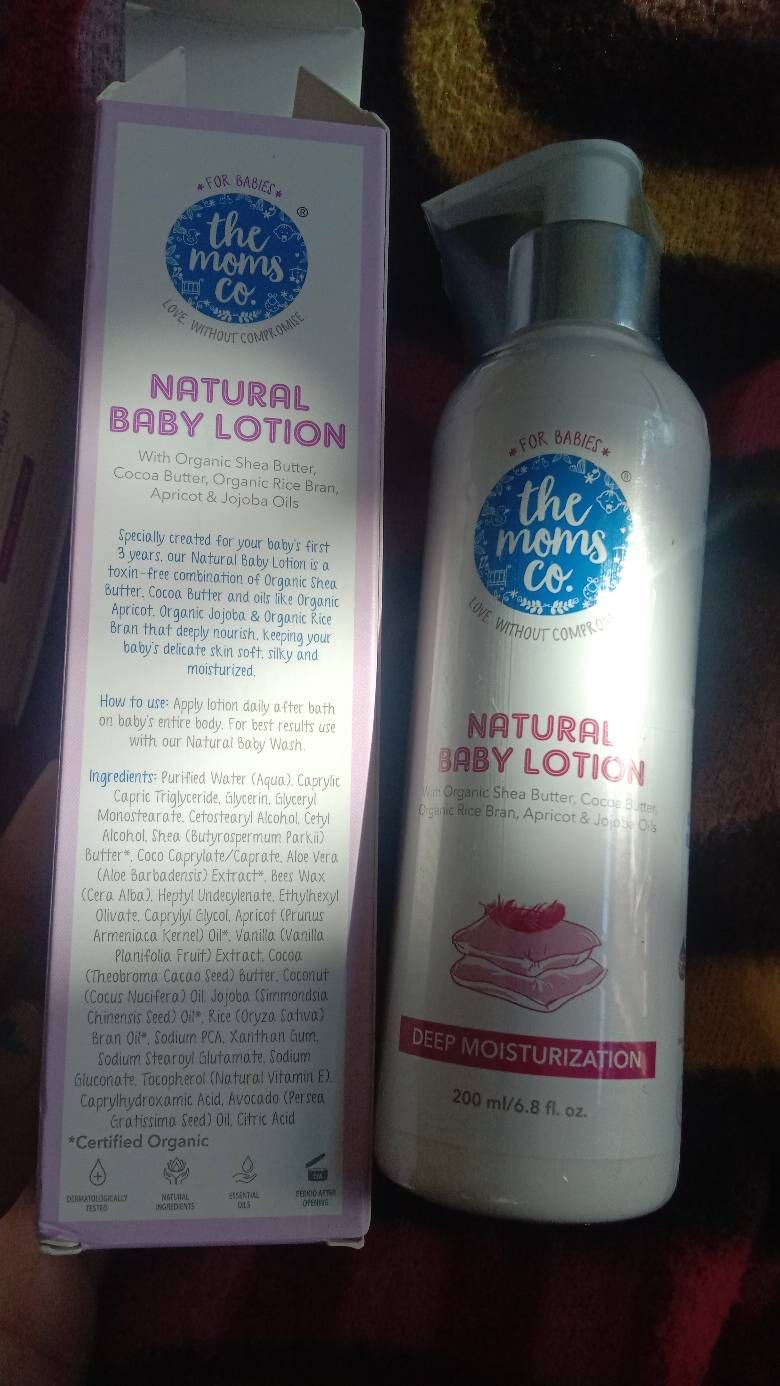 *FOR BABIES*
the
moms
co.
®
LOVE WITHOUT COMPROMISE
NATURAL
BABY LOTION
With Organic Shea Butter,
Cocoa Butter, Organic Rice Bran,
Apricot & Jojoba Oils
Specially created for your baby's first
3 years, our Natural Baby Lotion is a
toxin-free combination of Organic Shea
Butter, Cocoa Butter and oils like Organic
Apricot, Organic Jojoba & Organic Rice
Bran that deeply nourish, keeping your
baby's delicate skin soft, silky and
moisturized.
How to use: Apply lotion daily after bath
on baby's entire body. For best results use
with our Natural Baby Wash.
Ingredients: Purified Water (Aqua), Caprylic
Capric Triglyceride, Glycerin, Glyceryl
Monostearate, Cetostearyl Alcohol, Cetyl
Alcohol, Shea (Butyrospermum Parkii)
Butter*, Coco Caprylate/Caprate, Aloe Vera
(Aloe Barbadensis) Extract*, Bees Wax
(Cera Alba), Heptyl Undecylenate, Ethylhexyl
Olivate, Caprylyl Glycol, Apricot (Prunus
Armeniaca Kernel) Oil*, Vanilla (Vanilla
Planifolia Fruit) Extract, Cocoa
(Theobroma Cacao Seed) Butter, Coconut
(Cocus Nucifera) Oil, Jojoba (Simmondsia
Chinensis Seed) Oil*, Rice (Oryza Sativa)
Bran Oil*, Sodium PCA, Xanthan Gum,
Sodium Stearoyl Glutamate, Sodium
Gluconate, Tocopherol (Natural Vitamin E),
Caprylhydroxamic Acid, Avocado (Persea
Gratissima Seed) Oil, Citric Acid
*Certified Organic
DERMATOLOGICALLY
TESTED
NATURAL
INGREDIENTS
ESSENTIAL
OILS
PERIOD AFTER
OPENING
*FOR BABIES*
the
moms
co.
®
LOVE WITHOUT COMPRO
NATURAL
BABY LOTION
With Organic Shea Butter, Cocoa Butter,
Organic Rice Bran, Apricot & Jojoba Oils
DEEP MOISTURIZATION
200 ml/6.8 fl. oz.